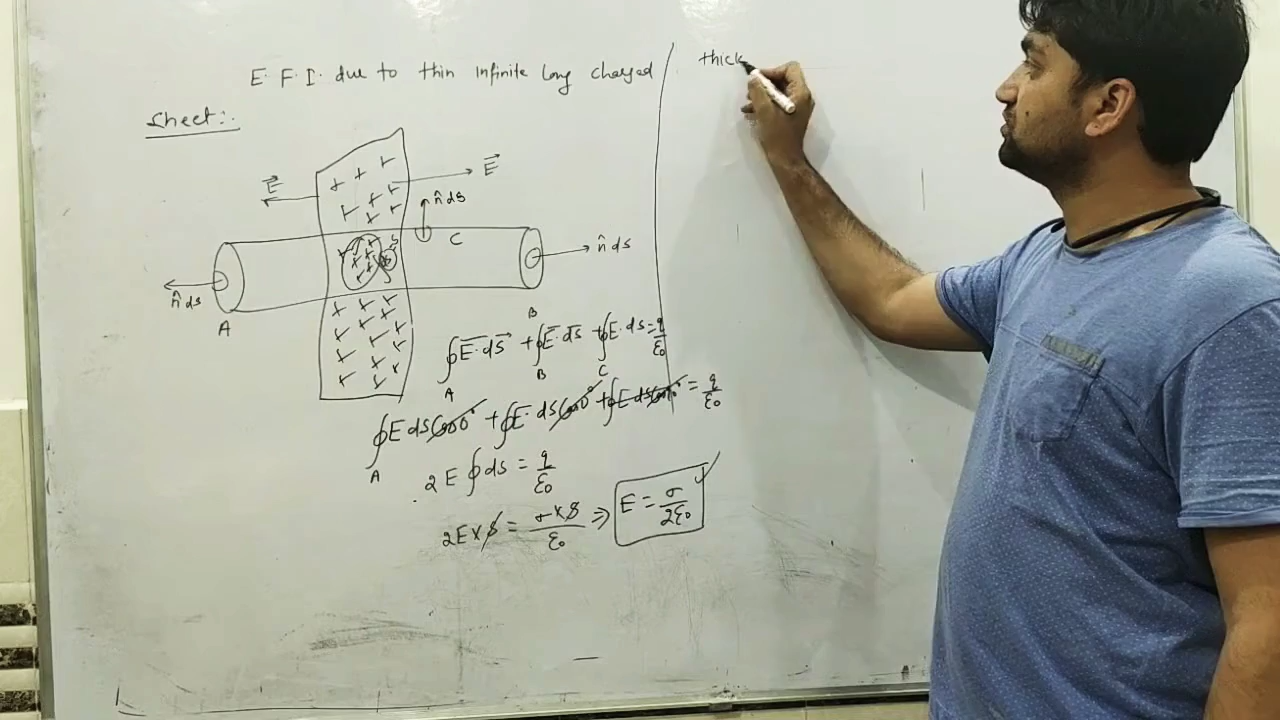 E. F. I. due to thin infinite long charged
Sheet:-
thick
E E
n̂ds
C
S
n̂ds
n̂ds
A
B
∮E.ds + ∮E.ds + ∮E.ds = q/ε₀
A B C
∮E ds cos0° + ∮E. ds cos0° + ∮E ds cos90° = q/ε₀
A
2E ∮ds = q/ε₀
2E×s = σ×s/ε₀ ⇒ E = σ/2ε₀